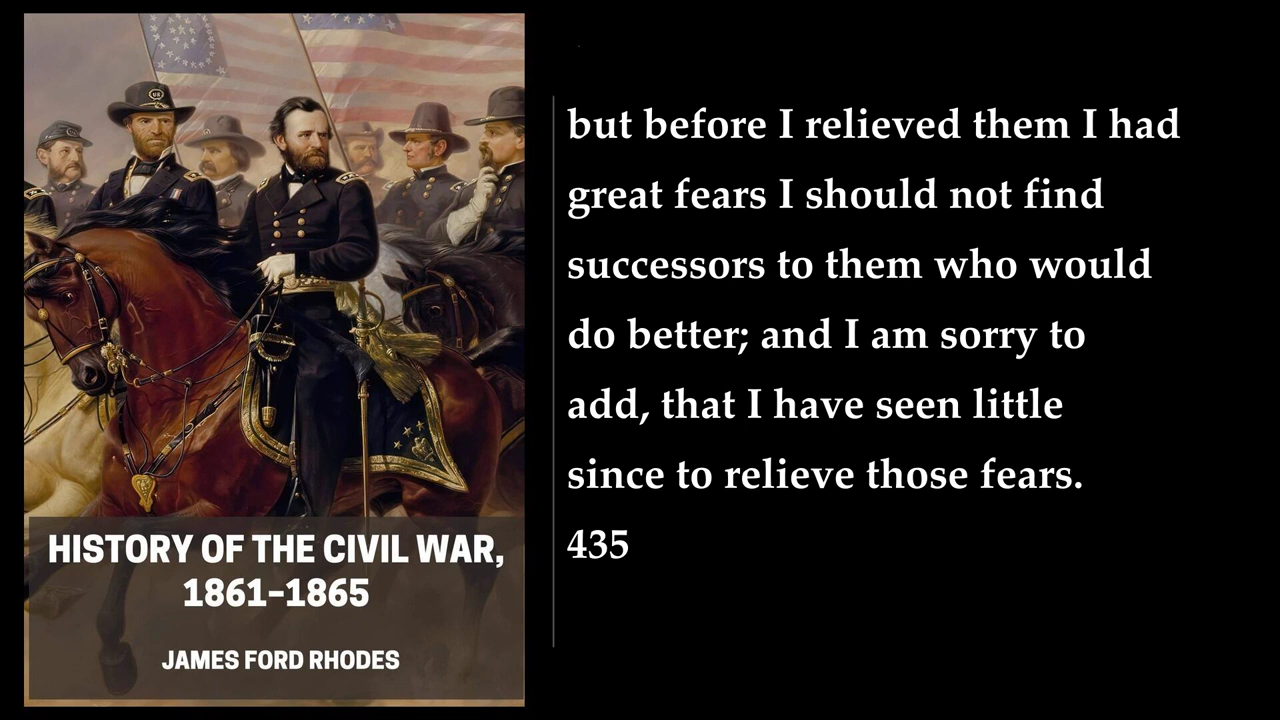 HISTORY OF THE CIVIL WAR,
1861–1865
JAMES FORD RHODES
but before I relieved them I had
great fears I should not find
successors to them who would
do better; and I am sorry to
add, that I have seen little
since to relieve those fears.
435